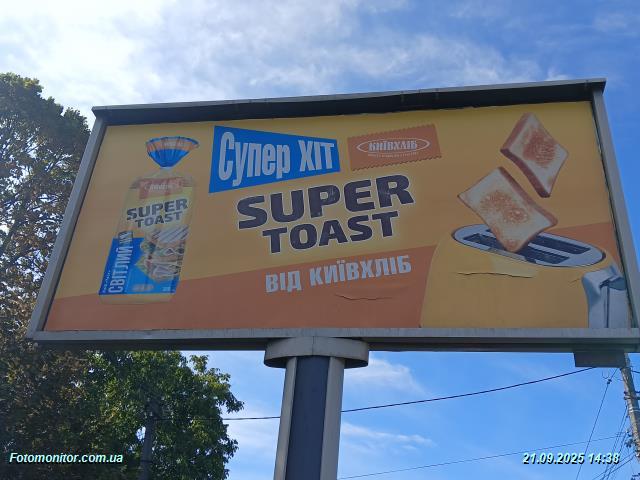 Супер ХІТ
КИЇВХЛІБ
SUPER
TOAST
ВІД КИЇВХЛІБ
SUPER
TOAST
СВІТЛИЙ
Fotomonitor.com.ua
21.09.2025 14:38